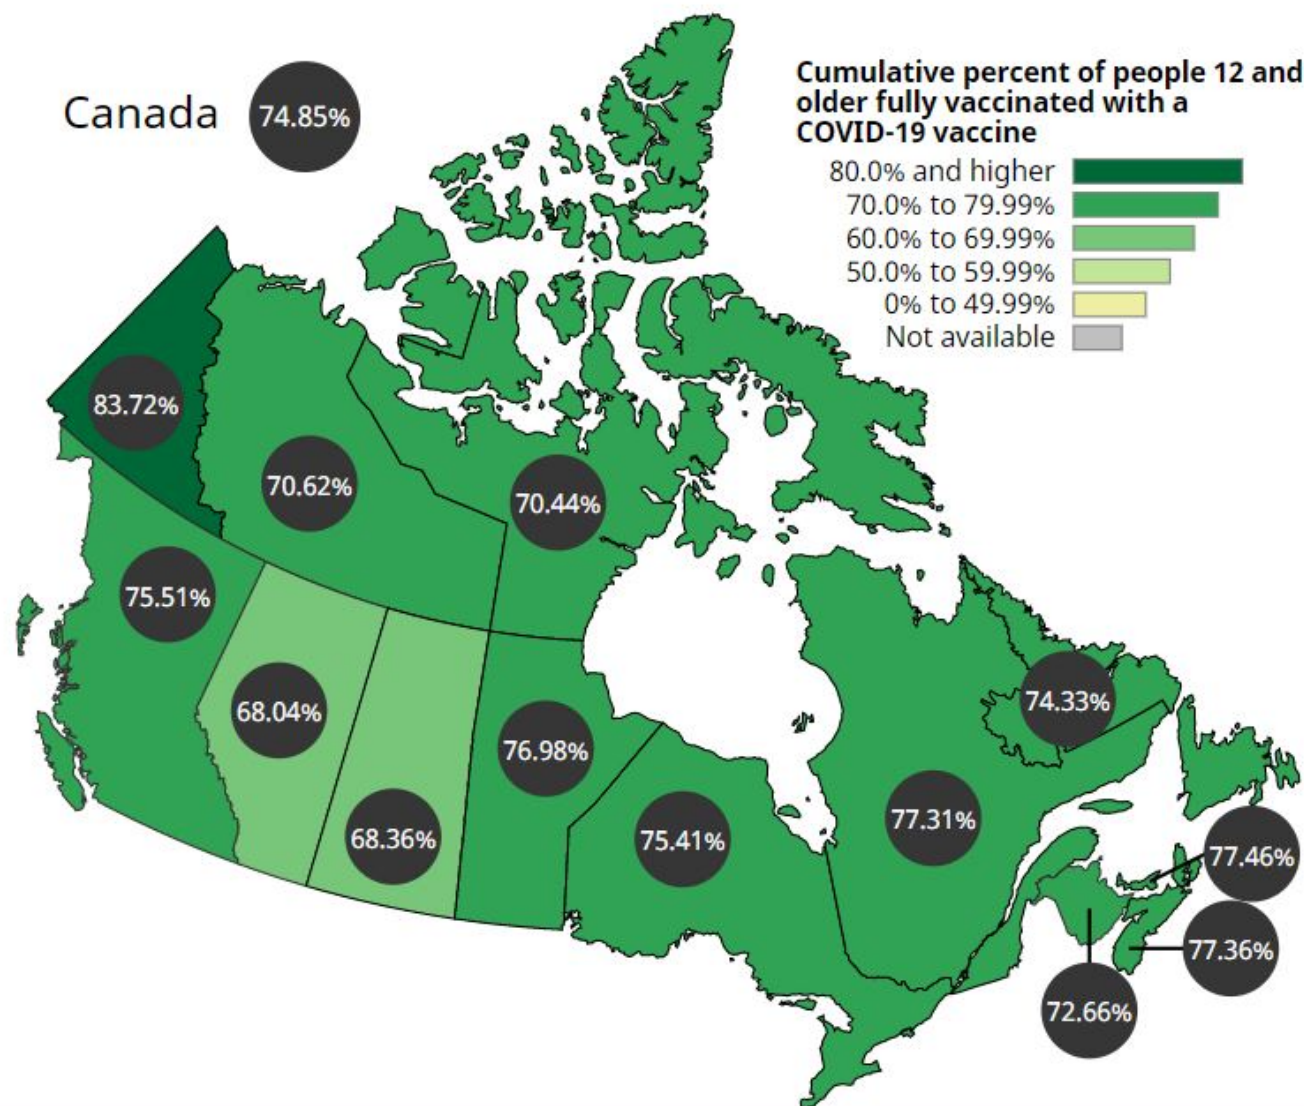 Canada 74.85%
Cumulative percent of people 12 and
older fully vaccinated with a
COVID-19 vaccine
80.0% and higher
70.0% to 79.99%
60.0% to 69.99%
50.0% to 59.99%
0% to 49.99%
Not available
83.72%
70.62%
70.44%
75.51%
68.04%
68.36%
76.98%
75.41%
77.31%
74.33%
77.46%
77.36%
72.66%